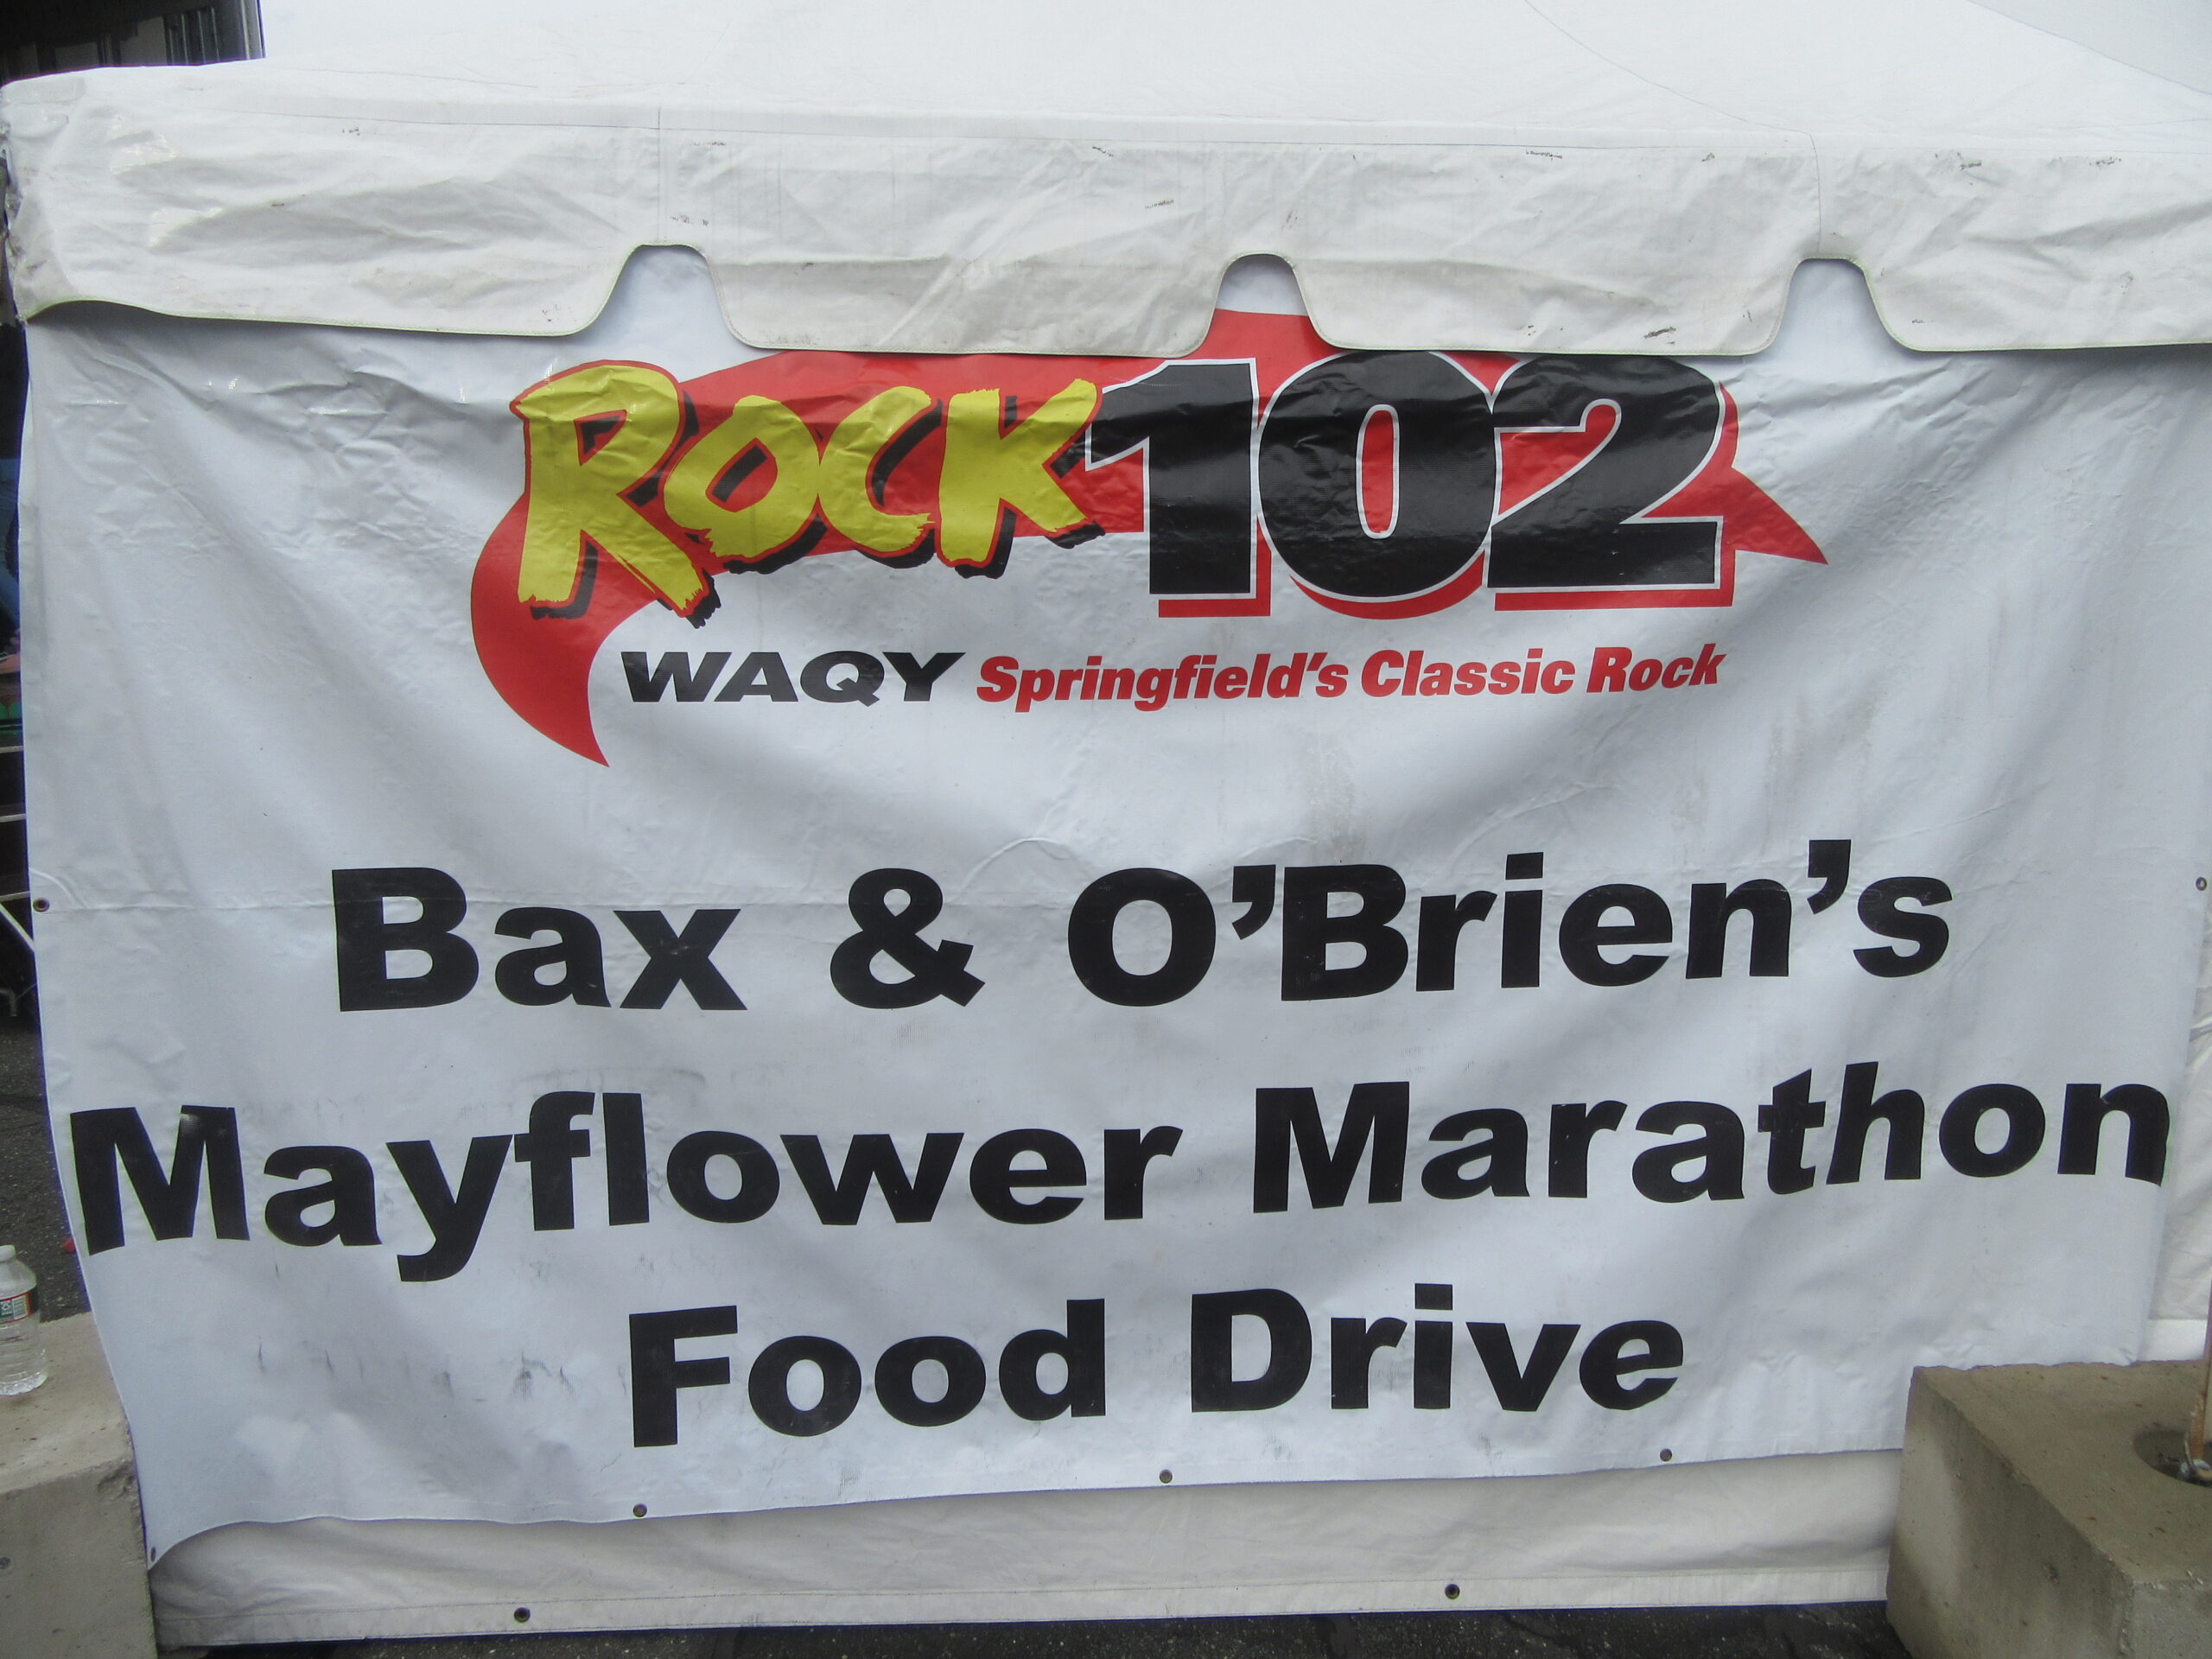 ROCK 102
WAQY Springfield's Classic Rock
Bax & O'Brien's
Mayflower Marathon
Food Drive